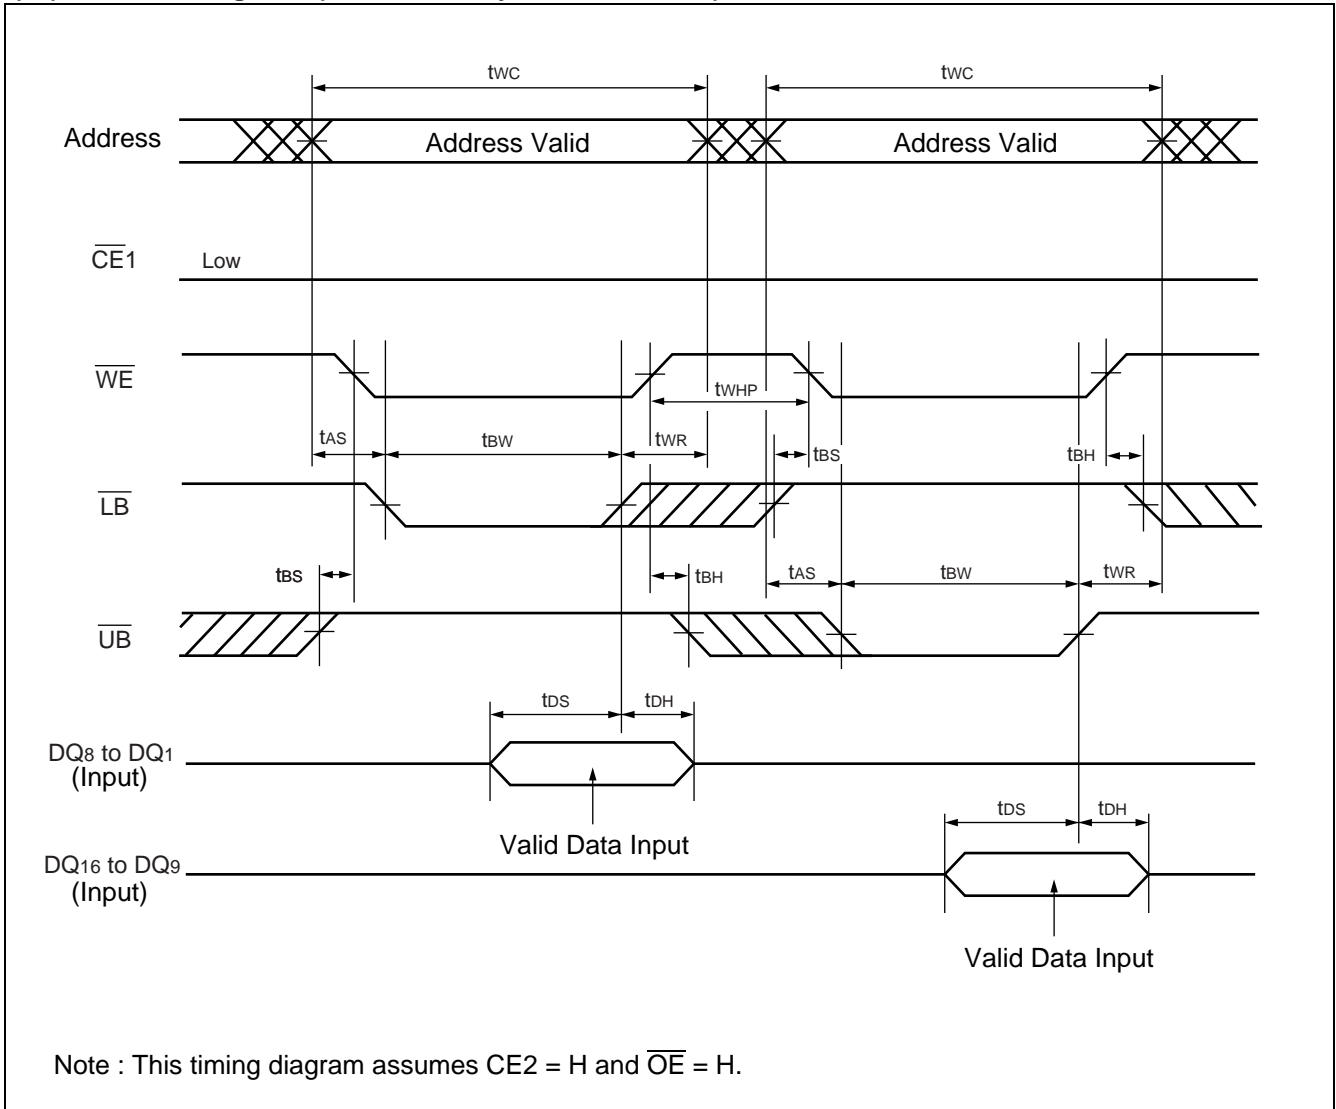 tWC tWC
Address Address Valid Address Valid
CE1 Low
WE
tWHP
tAS tBW tWR tBS tBH
LB
tBS tBH tAS tBW tWR
UB
tDS tDH
DQ8 to DQ1
(Input)
tDS tDH
Valid Data Input
DQ16 to DQ9
(Input)
Valid Data Input
Note : This timing diagram assumes CE2 = H and OE = H.